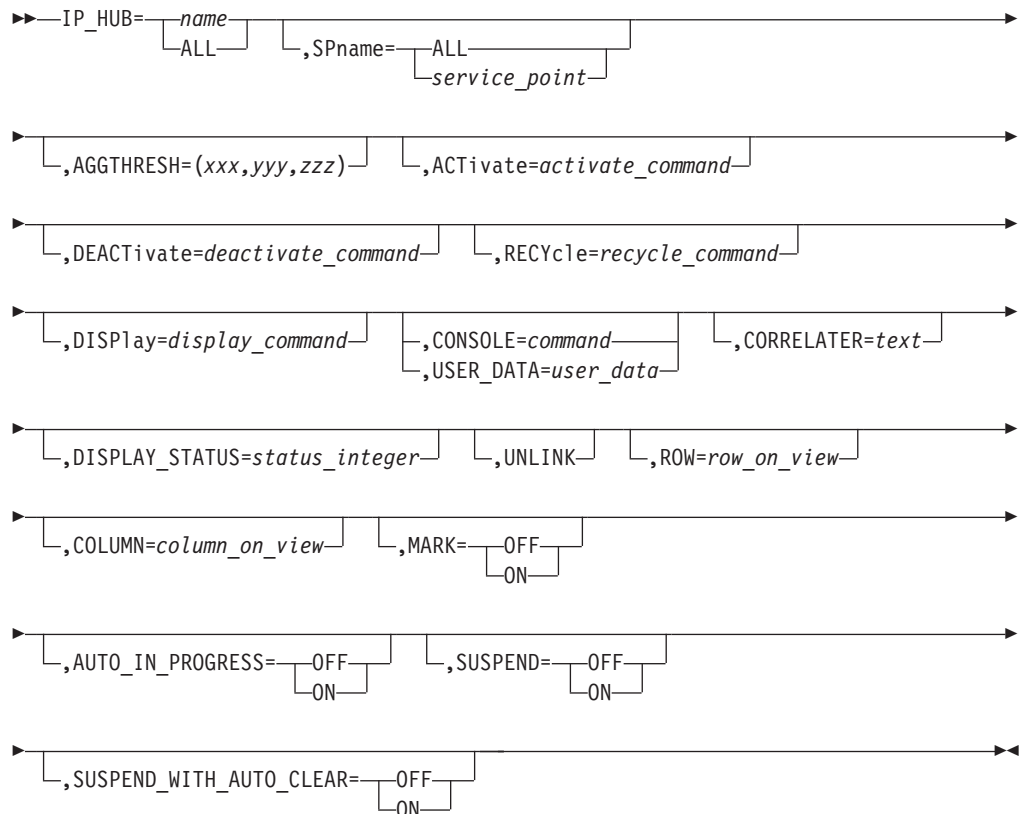 IP_HUB= name
ALL ,SPname= ALL
service_point
,AGGTHRESH=(xxx,yyy,zzz) ,ACTivate=activate_command
,DEACTivate=deactivate_command ,RECYcle=recycle_command
,DISPlay=display_command ,CONSOLE=command ,CORRELATER=text
,USER_DATA=user_data
,DISPLAY_STATUS=status_integer ,UNLINK ,ROW=row_on_view
,COLUMN=column_on_view ,MARK= OFF
ON
,AUTO_IN_PROGRESS= OFF ,SUSPEND= OFF
ON ON
,SUSPEND_WITH_AUTO_CLEAR= OFF
ON